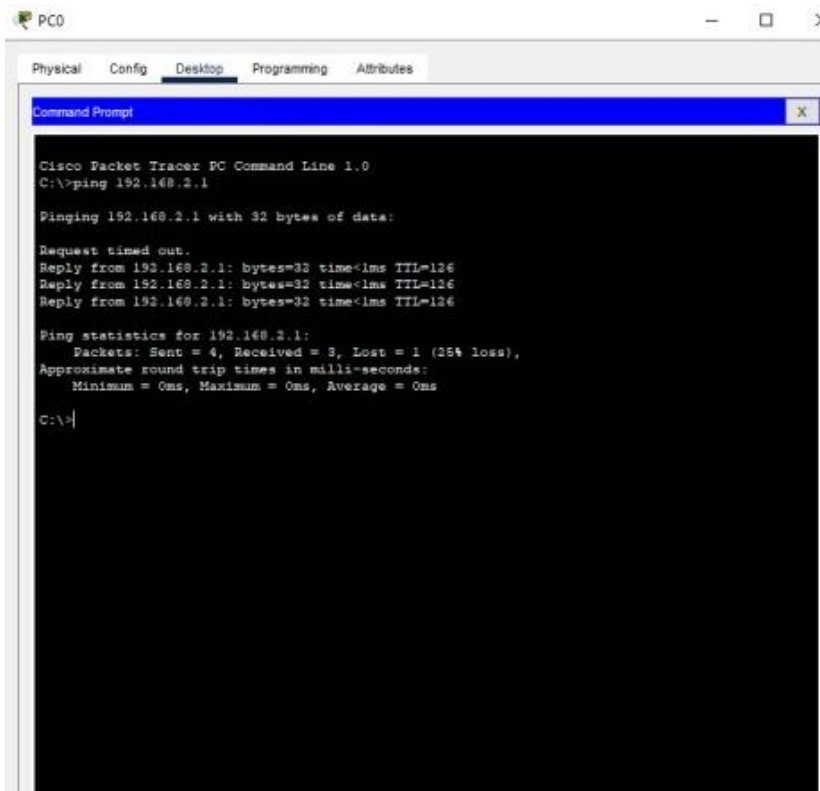 PC0
Physical Config Desktop Programming Attributes
Command Prompt X
Cisco Packet Tracer PC Command Line 1.0
C:\>ping 192.168.2.1
Pinging 192.168.2.1 with 32 bytes of data:
Request timed out.
Reply from 192.168.2.1: bytes=32 time<1ms TTL=126
Reply from 192.168.2.1: bytes=32 time<1ms TTL=126
Reply from 192.168.2.1: bytes=32 time<1ms TTL=126
Ping statistics for 192.168.2.1:
Packets: Sent = 4, Received = 3, Lost = 1 (25% loss),
Approximate round trip times in milli-seconds:
Minimum = 0ms, Maximum = 0ms, Average = 0ms
C:\>